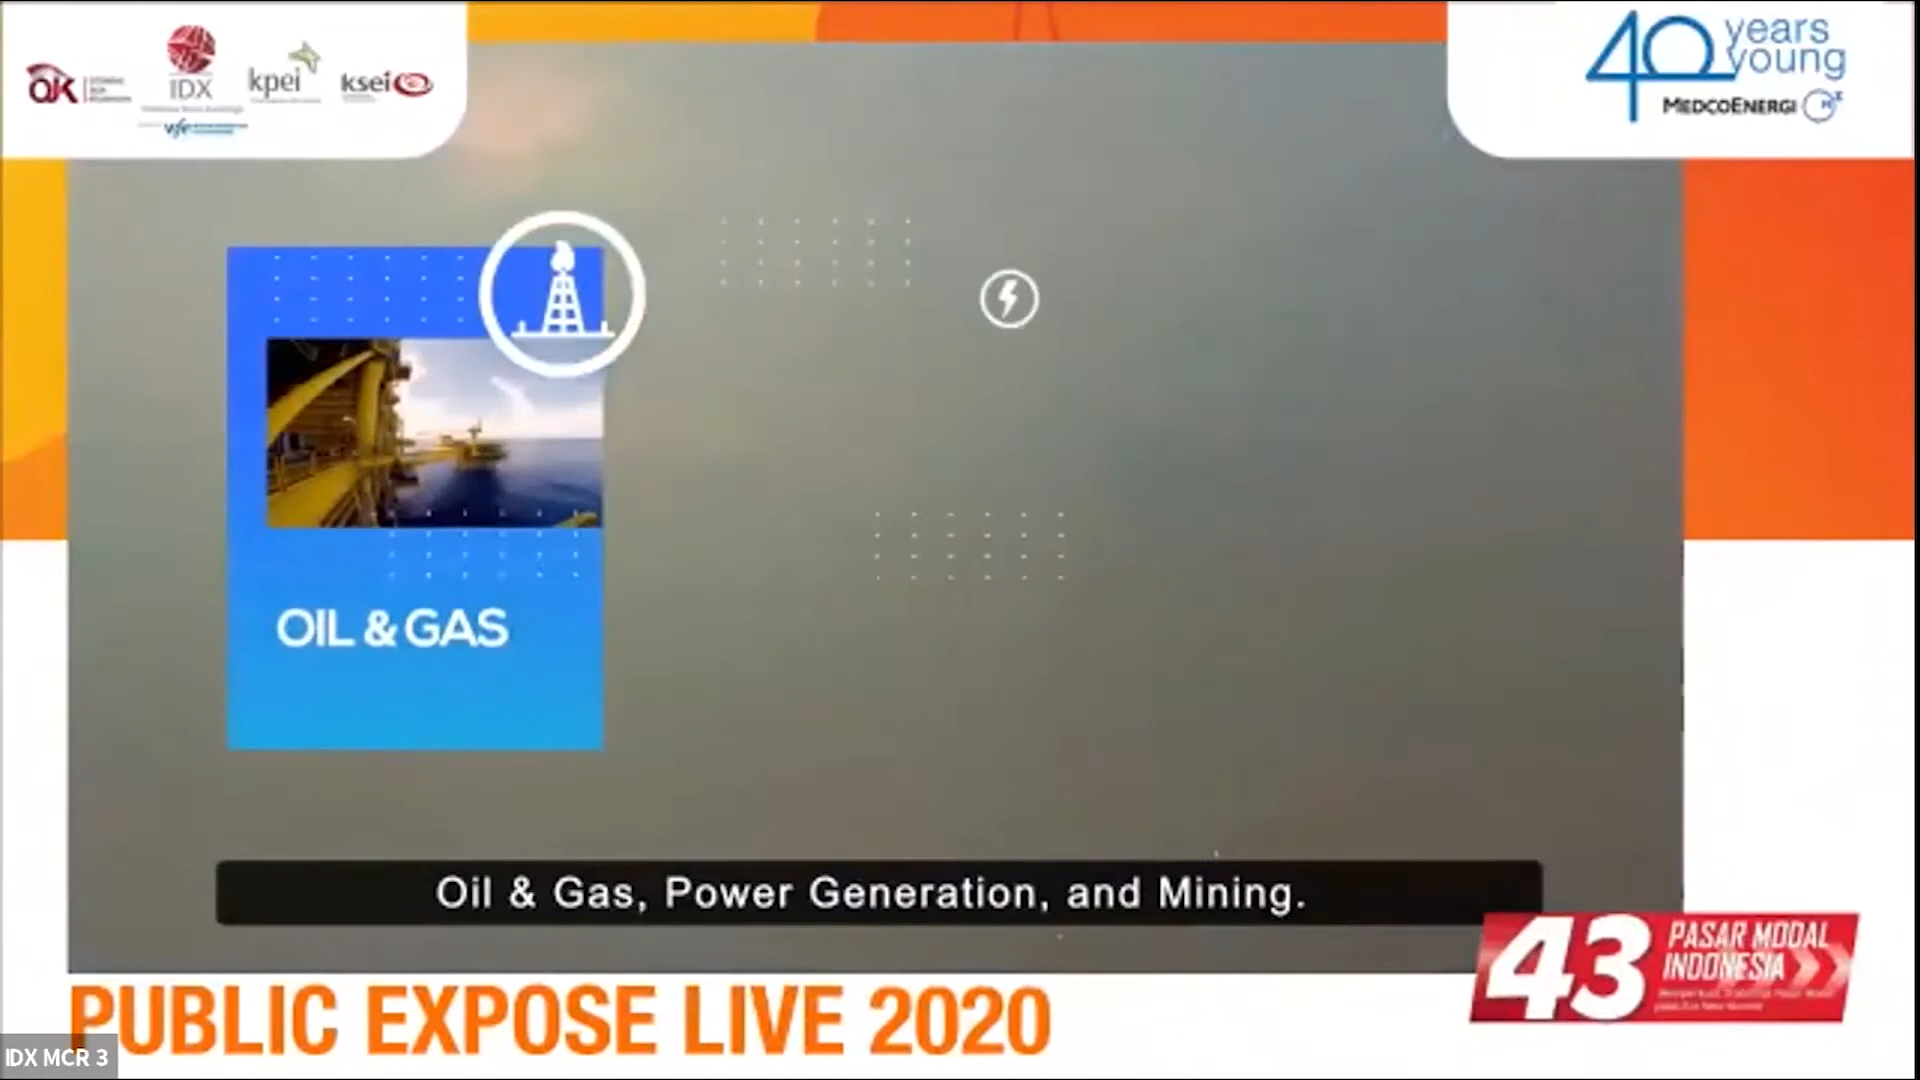 OJK
IDX
kpei
ksei
40 years young
MEDCOENERGI
OIL & GAS
Oil & Gas, Power Generation, and Mining.
43 PASAR MODAL
INDONESIA
PUBLIC EXPOSE LIVE 2020
IDX MCR 3